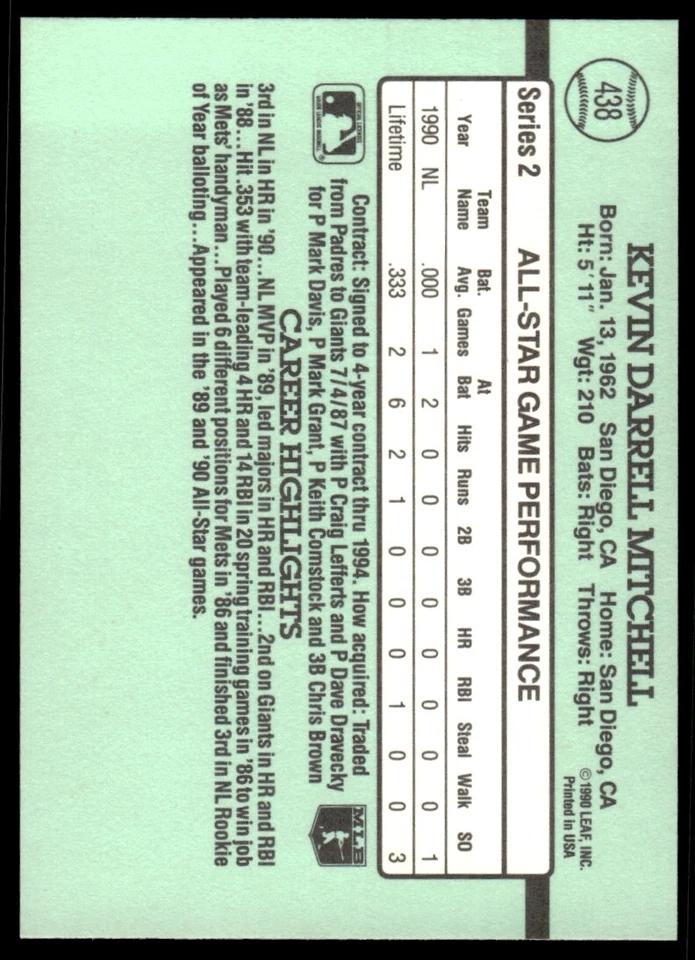 438
KEVIN DARRELL MITCHELL
Born: Jan. 13, 1962 San Diego, CA Home: San Diego, CA
Ht: 5' 11" Wgt: 210 Bats: Right Throws: Right
©1990 LEAF, INC.
Printed in USA
Series 2 ALL-STAR GAME PERFORMANCE
Year Team Name Bat. Avg. Games At Bat Hits Runs 2B 3B HR RBI Steal Walk SO
1990 NL .000 1 2 0 0 0 0 0 0 0 0 1
Lifetime .333 2 6 2 1 0 0 0 1 0 0 3
OFFICIAL LICENSEE
MAJOR LEAGUE BASEBALL
®
Contract: Signed to 4-year contract thru 1994. How acquired: Traded
from Padres to Giants 7/4/87 with P Craig Lefferts and P Dave Dravecky
for P Mark Davis, P Mark Grant, P Keith Comstock and 3B Chris Brown
MLB
CAREER HIGHLIGHTS
3rd in NL in HR in '90...NL MVP in '89, led majors in HR and RBI...2nd on Giants in HR and RBI
in '88...Hit .353 with team-leading 4 HR and 14 RBI in 20 spring training games in '86 to win job
as Mets' handyman...Played 6 different positions for Mets in '86 and finished 3rd in NL Rookie
of Year balloting...Appeared in the '89 and '90 All-Star games.